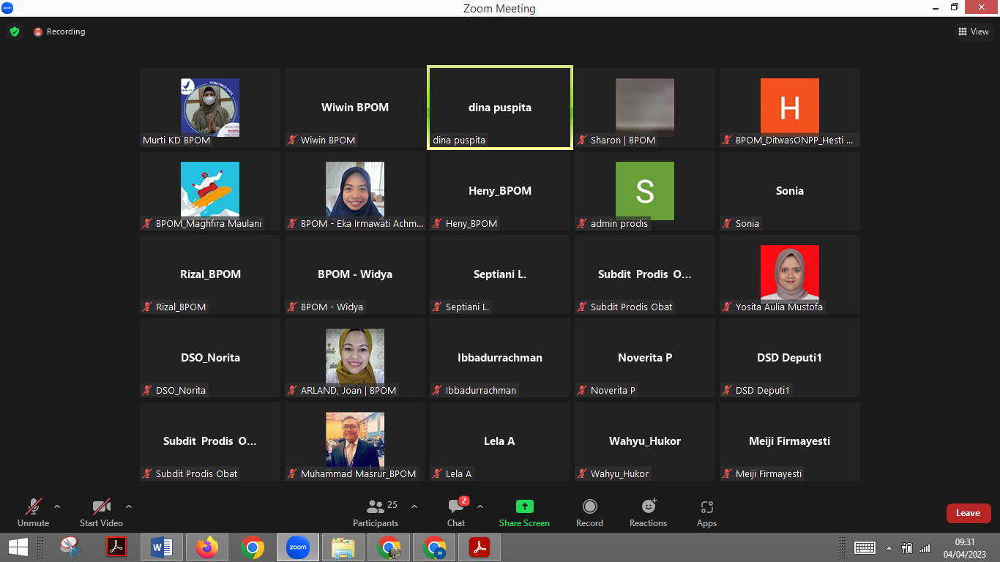 Zoom Meeting
zoom
Recording
View
KOMITMEN SAYA
Murti KD BPOM
Wiwin BPOM
Wiwin BPOM
dina puspita
dina puspita
Sharon | BPOM
H
BPOM_DitwasONPP_Hesti ...
BPOM_Maghfira Maulani
BPOM - Eka Irmawati Achm...
Heny_BPOM
Heny_BPOM
S
admin prodis
Sonia
Sonia
Rizal_BPOM
Rizal_BPOM
BPOM - Widya
BPOM - Widya
Septiani L.
Septiani L.
Subdit Prodis O...
Subdit Prodis Obat
Yosita Aulia Mustofa
DSO_Norita
DSO_Norita
ARLAND, Joan | BPOM
Ibbadurrachman
Ibbadurrachman
Noverita P
Noverita P
DSD Deputi1
DSD Deputi1
Subdit Prodis O...
Subdit Prodis Obat
Muhammad Masrur_BPOM
Lela A
Lela A
Wahyu_Hukor
Wahyu_Hukor
Meiji Firmayesti
Meiji Firmayesti
Unmute
Start Video
25
Participants
2
Chat
Share Screen
Record
Reactions
Apps
Leave
W
zoom
W
09:31
04/04/2023